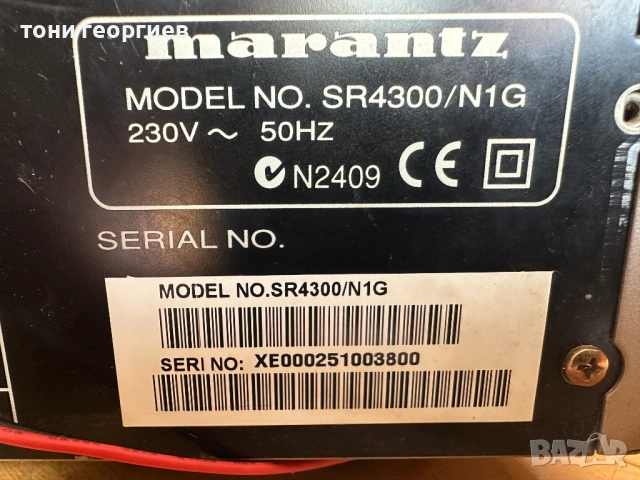 тони георгиев
marantz
MODEL NO. SR4300/N1G
230V ~ 50HZ
N2409 CE
SERIAL NO.
MODEL NO.SR4300/N1G
SERI NO: XE000251003800
BAZAR